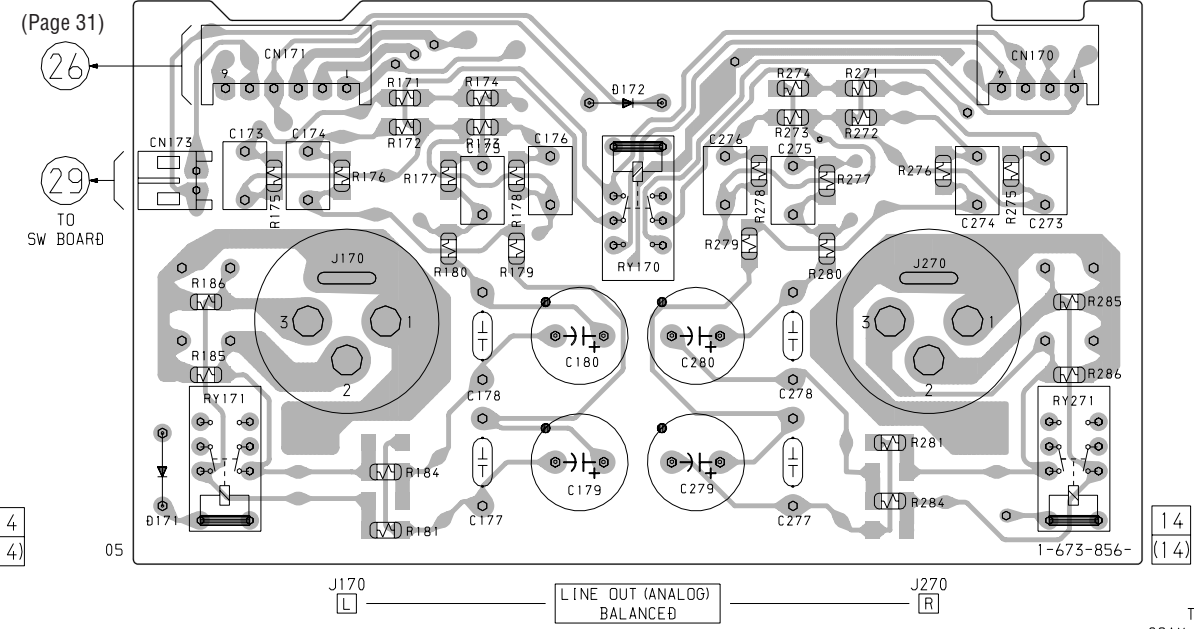 (Page 31)
26
CN171
6
1
CN170
4
1
R171
R174
R274
R271
D172
R172
R173
R273
R272
CN173
C173
C174
C175
C176
C276
C275
29
TO
SW BOARD
R175
R176
R177
R178
R278
R277
R276
R275
C274
C273
RY170
R180
R179
R279
R280
J170
J270
R186
R285
3
1
2
3
1
2
C180
C280
R185
R286
C178
C278
RY171
RY271
R184
R281
C179
C279
D171
R181
C177
C277
R284
4
4)
05
1-673-856-
14
(14)
J170
L
LINE OUT (ANALOG)
BALANCED
J270
R